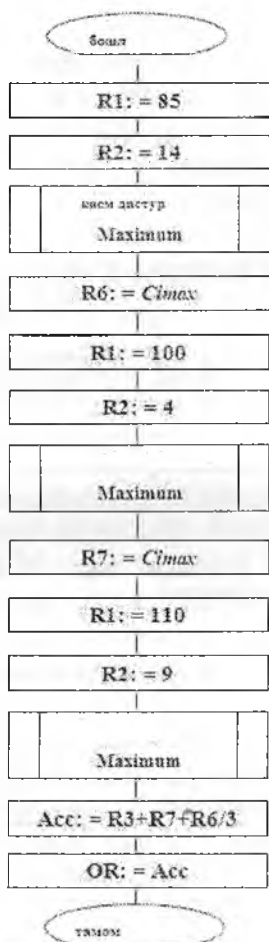 бошл
R1: = 85
R2: = 14
кисм дастур
Maximum
R6: = Cimax
R1: = 100
R2: = 4
Maximum
R7: = Cimax
R1: = 110
R2: = 9
Maximum
Acc: = R3+R7+R6/3
OR: = Acc
тамом